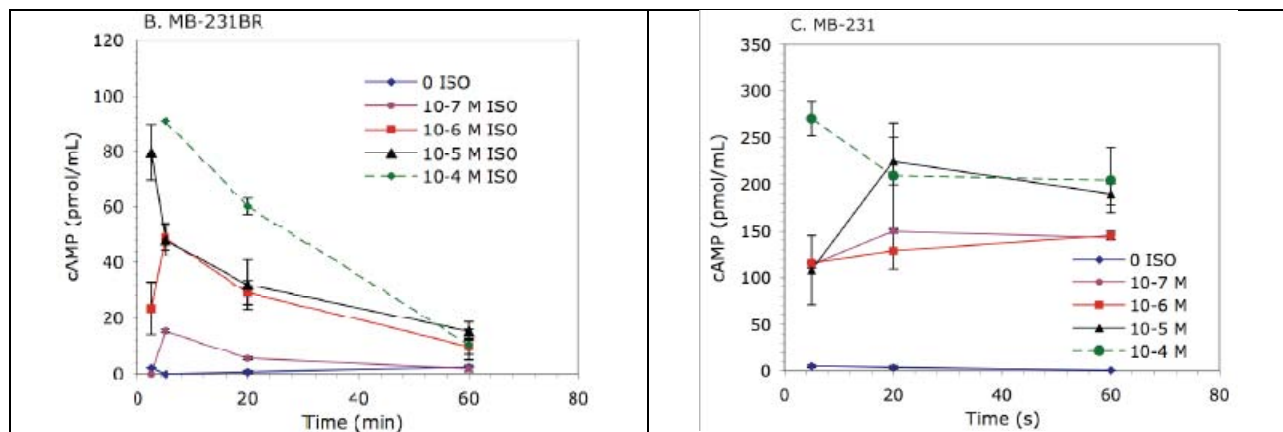 B. MB-231BR
120
100
80
60
40
20
0
cAMP (pmol/mL)
0 ISO
10-7 M ISO
10-6 M ISO
10-5 M ISO
10-4 M ISO
0 20 40 60 80
Time (min)
C. MB-231
350
300
250
200
150
100
50
0
cAMP (pmol/mL)
0 ISO
10-7 M
10-6 M
10-5 M
10-4 M
0 20 40 60 80
Time (s)